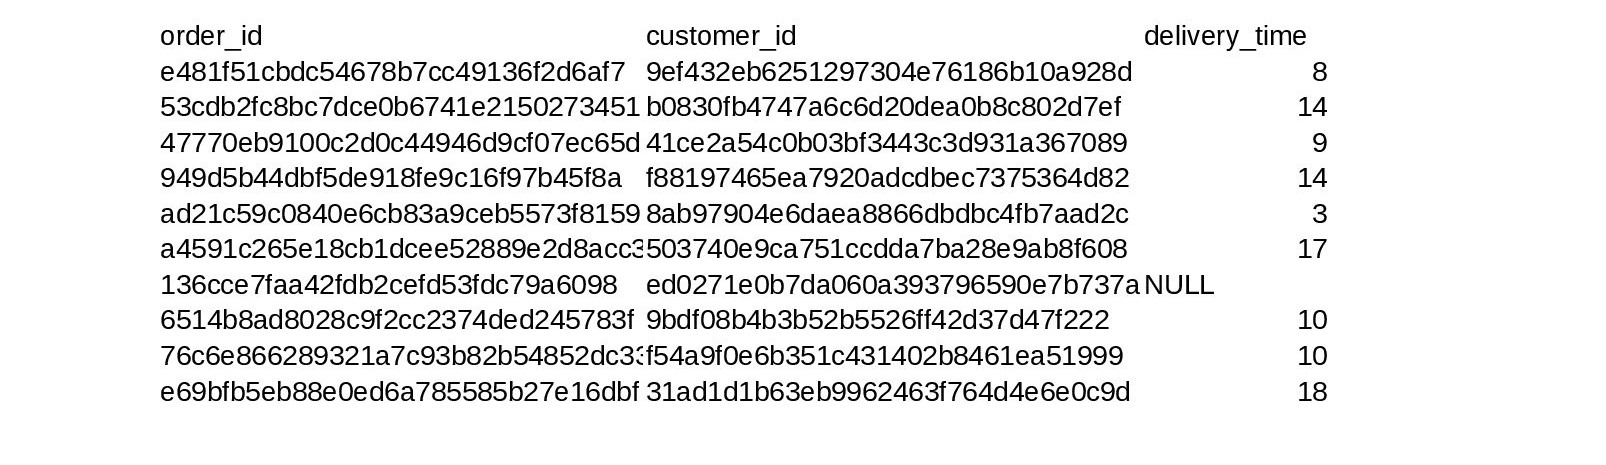 order_id customer_id delivery_time
e481f51cbdc54678b7cc49136f2d6af7 9ef432eb6251297304e76186b10a928d 8
53cdb2fc8bc7dce0b6741e2150273451 b0830fb4747a6c6d20dea0b8c802d7ef 14
47770eb9100c2d0c44946d9cf07ec65d 41ce2a54c0b03bf3443c3d931a367089 9
949d5b44dbf5de918fe9c16f97b45f8a f88197465ea7920adcdbec7375364d82 14
ad21c59c0840e6cb83a9ceb5573f8159 8ab97904e6daea8866dbdbc4fb7aad2c 3
a4591c265e18cb1dcee52889e2d8acc3 503740e9ca751ccdda7ba28e9ab8f608 17
136cce7faa42fdb2cefd53fdc79a6098 ed0271e0b7da060a393796590e7b737a NULL
6514b8ad8028c9f2cc2374ded245783f 9bdf08b4b3b52b5526ff42d37d47f222 10
76c6e866289321a7c93b82b54852dc33 f54a9f0e6b351c431402b8461ea51999 10
e69bfb5eb88e0ed6a785585b27e16dbf 31ad1d1b63eb9962463f764d4e6e0c9d 18